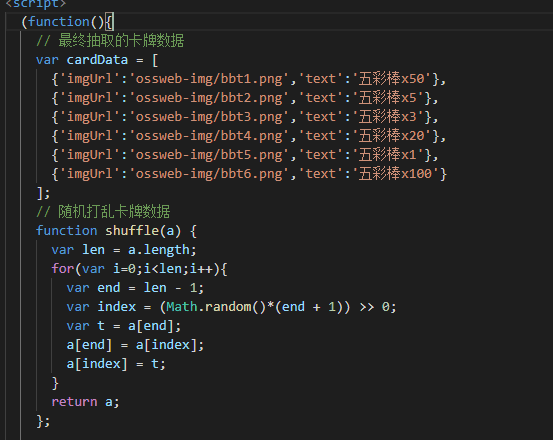 <script>
(function(){
// 最终抽取的卡牌数据
var cardData = [
{'imgUrl':'ossweb-img/bbt1.png','text':'五彩棒x50'},
{'imgUrl':'ossweb-img/bbt2.png','text':'五彩棒x5'},
{'imgUrl':'ossweb-img/bbt3.png','text':'五彩棒x3'},
{'imgUrl':'ossweb-img/bbt4.png','text':'五彩棒x20'},
{'imgUrl':'ossweb-img/bbt5.png','text':'五彩棒x1'},
{'imgUrl':'ossweb-img/bbt6.png','text':'五彩棒x100'}
];
// 随机打乱卡牌数据
function shuffle(a) {
var len = a.length;
for(var i=0;i<len;i++){
var end = len - 1;
var index = (Math.random()*(end + 1)) >> 0;
var t = a[end];
a[end] = a[index];
a[index] = t;
}
return a;
};